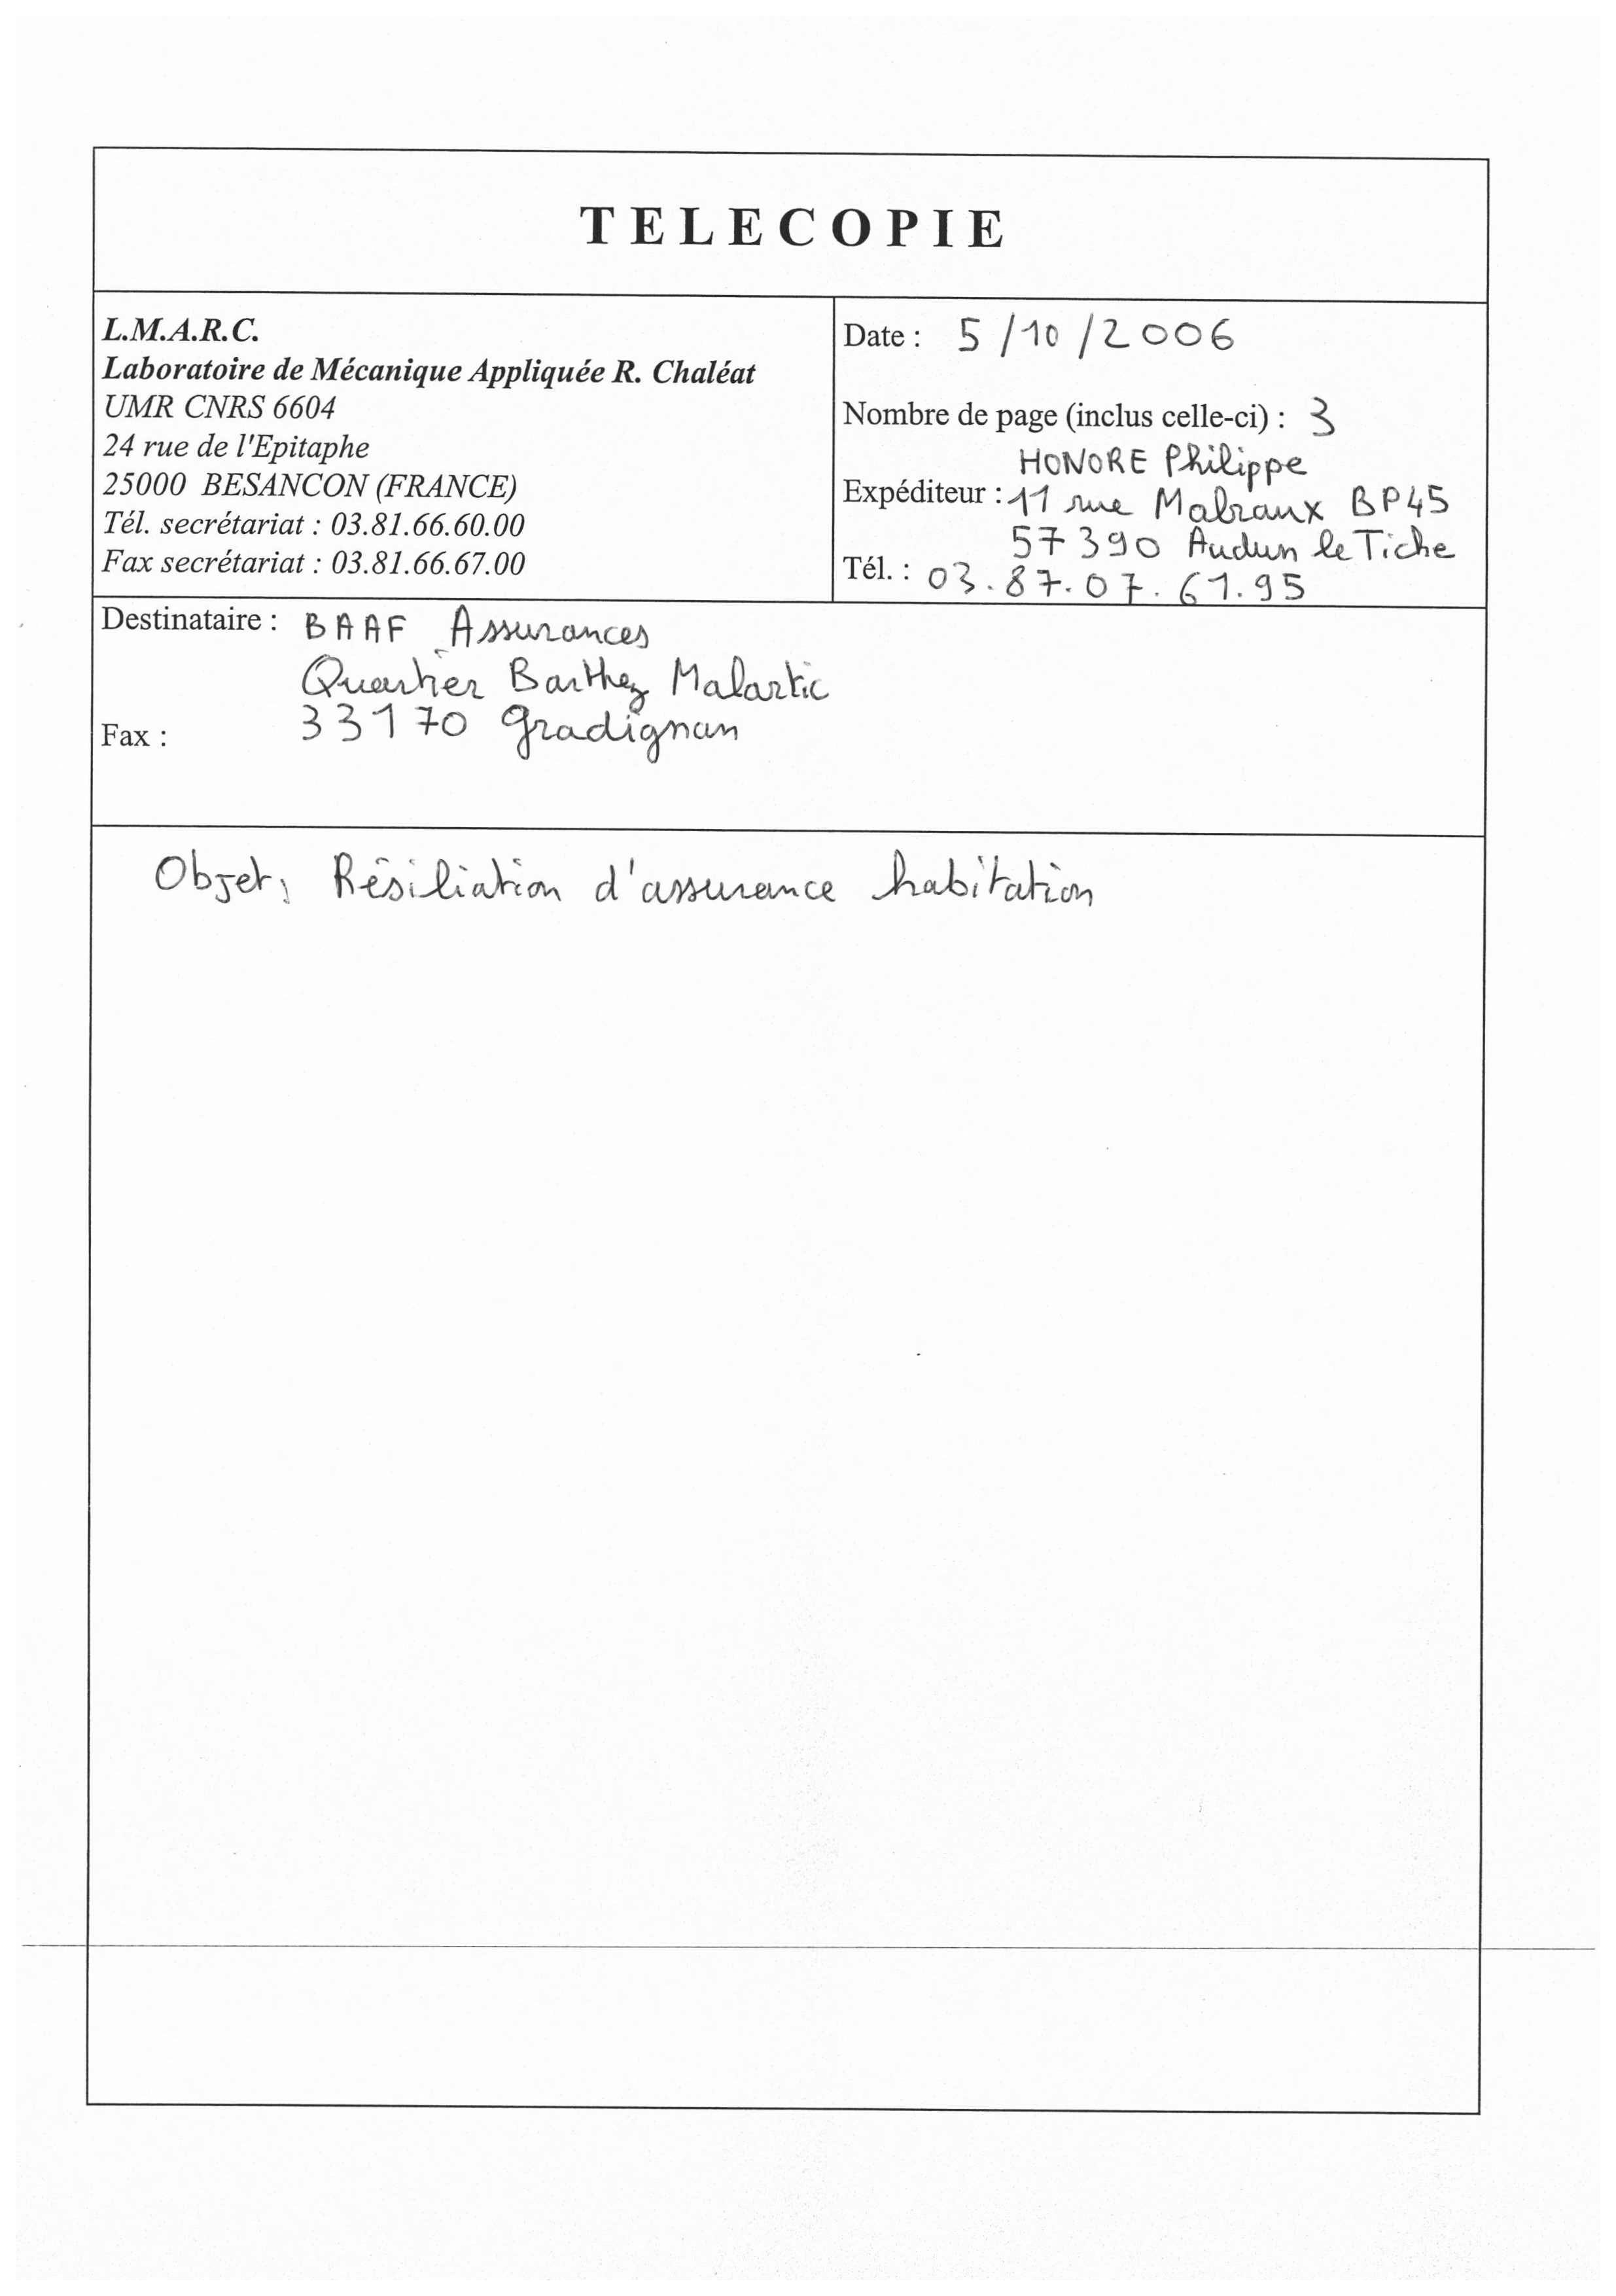 TELECOPIE
L.M.A.R.C.
Laboratoire de Mécanique Appliquée R. Chaléat
UMR CNRS 6604
24 rue de l'Epitaphe
25000 BESANCON (FRANCE)
Tél. secrétariat : 03.81.66.60.00
Fax secrétariat : 03.81.66.67.00
Date : 5/10/2006
Nombre de page (inclus celle-ci) : 3
HONORE Philippe
Expéditeur : 11 rue Malraux BP45
57390 Audun le Tiche
Tél. : 03.87.07.61.95
Destinataire : BAAF Assurances
Quartier Barthez Malartic
33170 Gradignan
Fax :
Objet, Résiliation d'assurance habitation